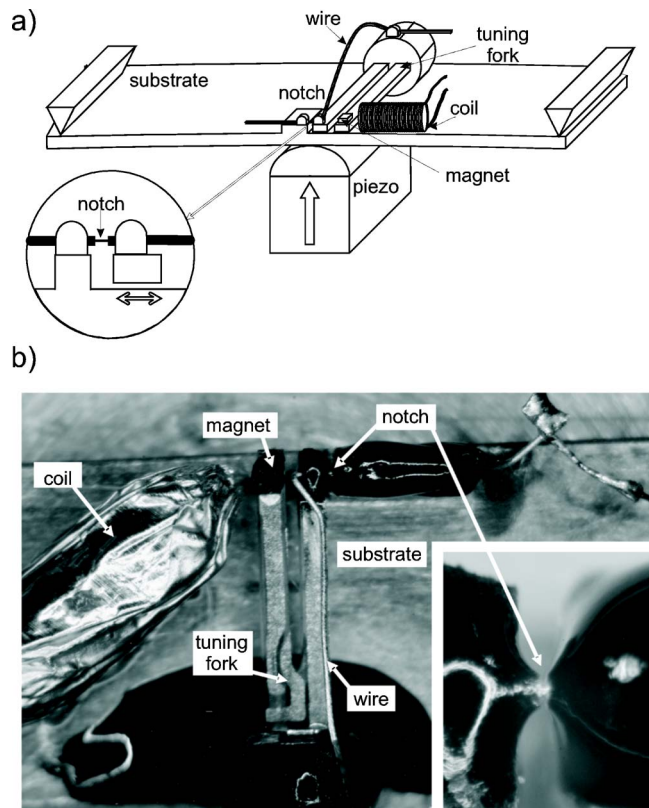 a)
wire
tuning
fork
substrate
notch
coil
magnet
piezo
notch
b)
notch
magnet
coil
substrate
tuning
fork
wire